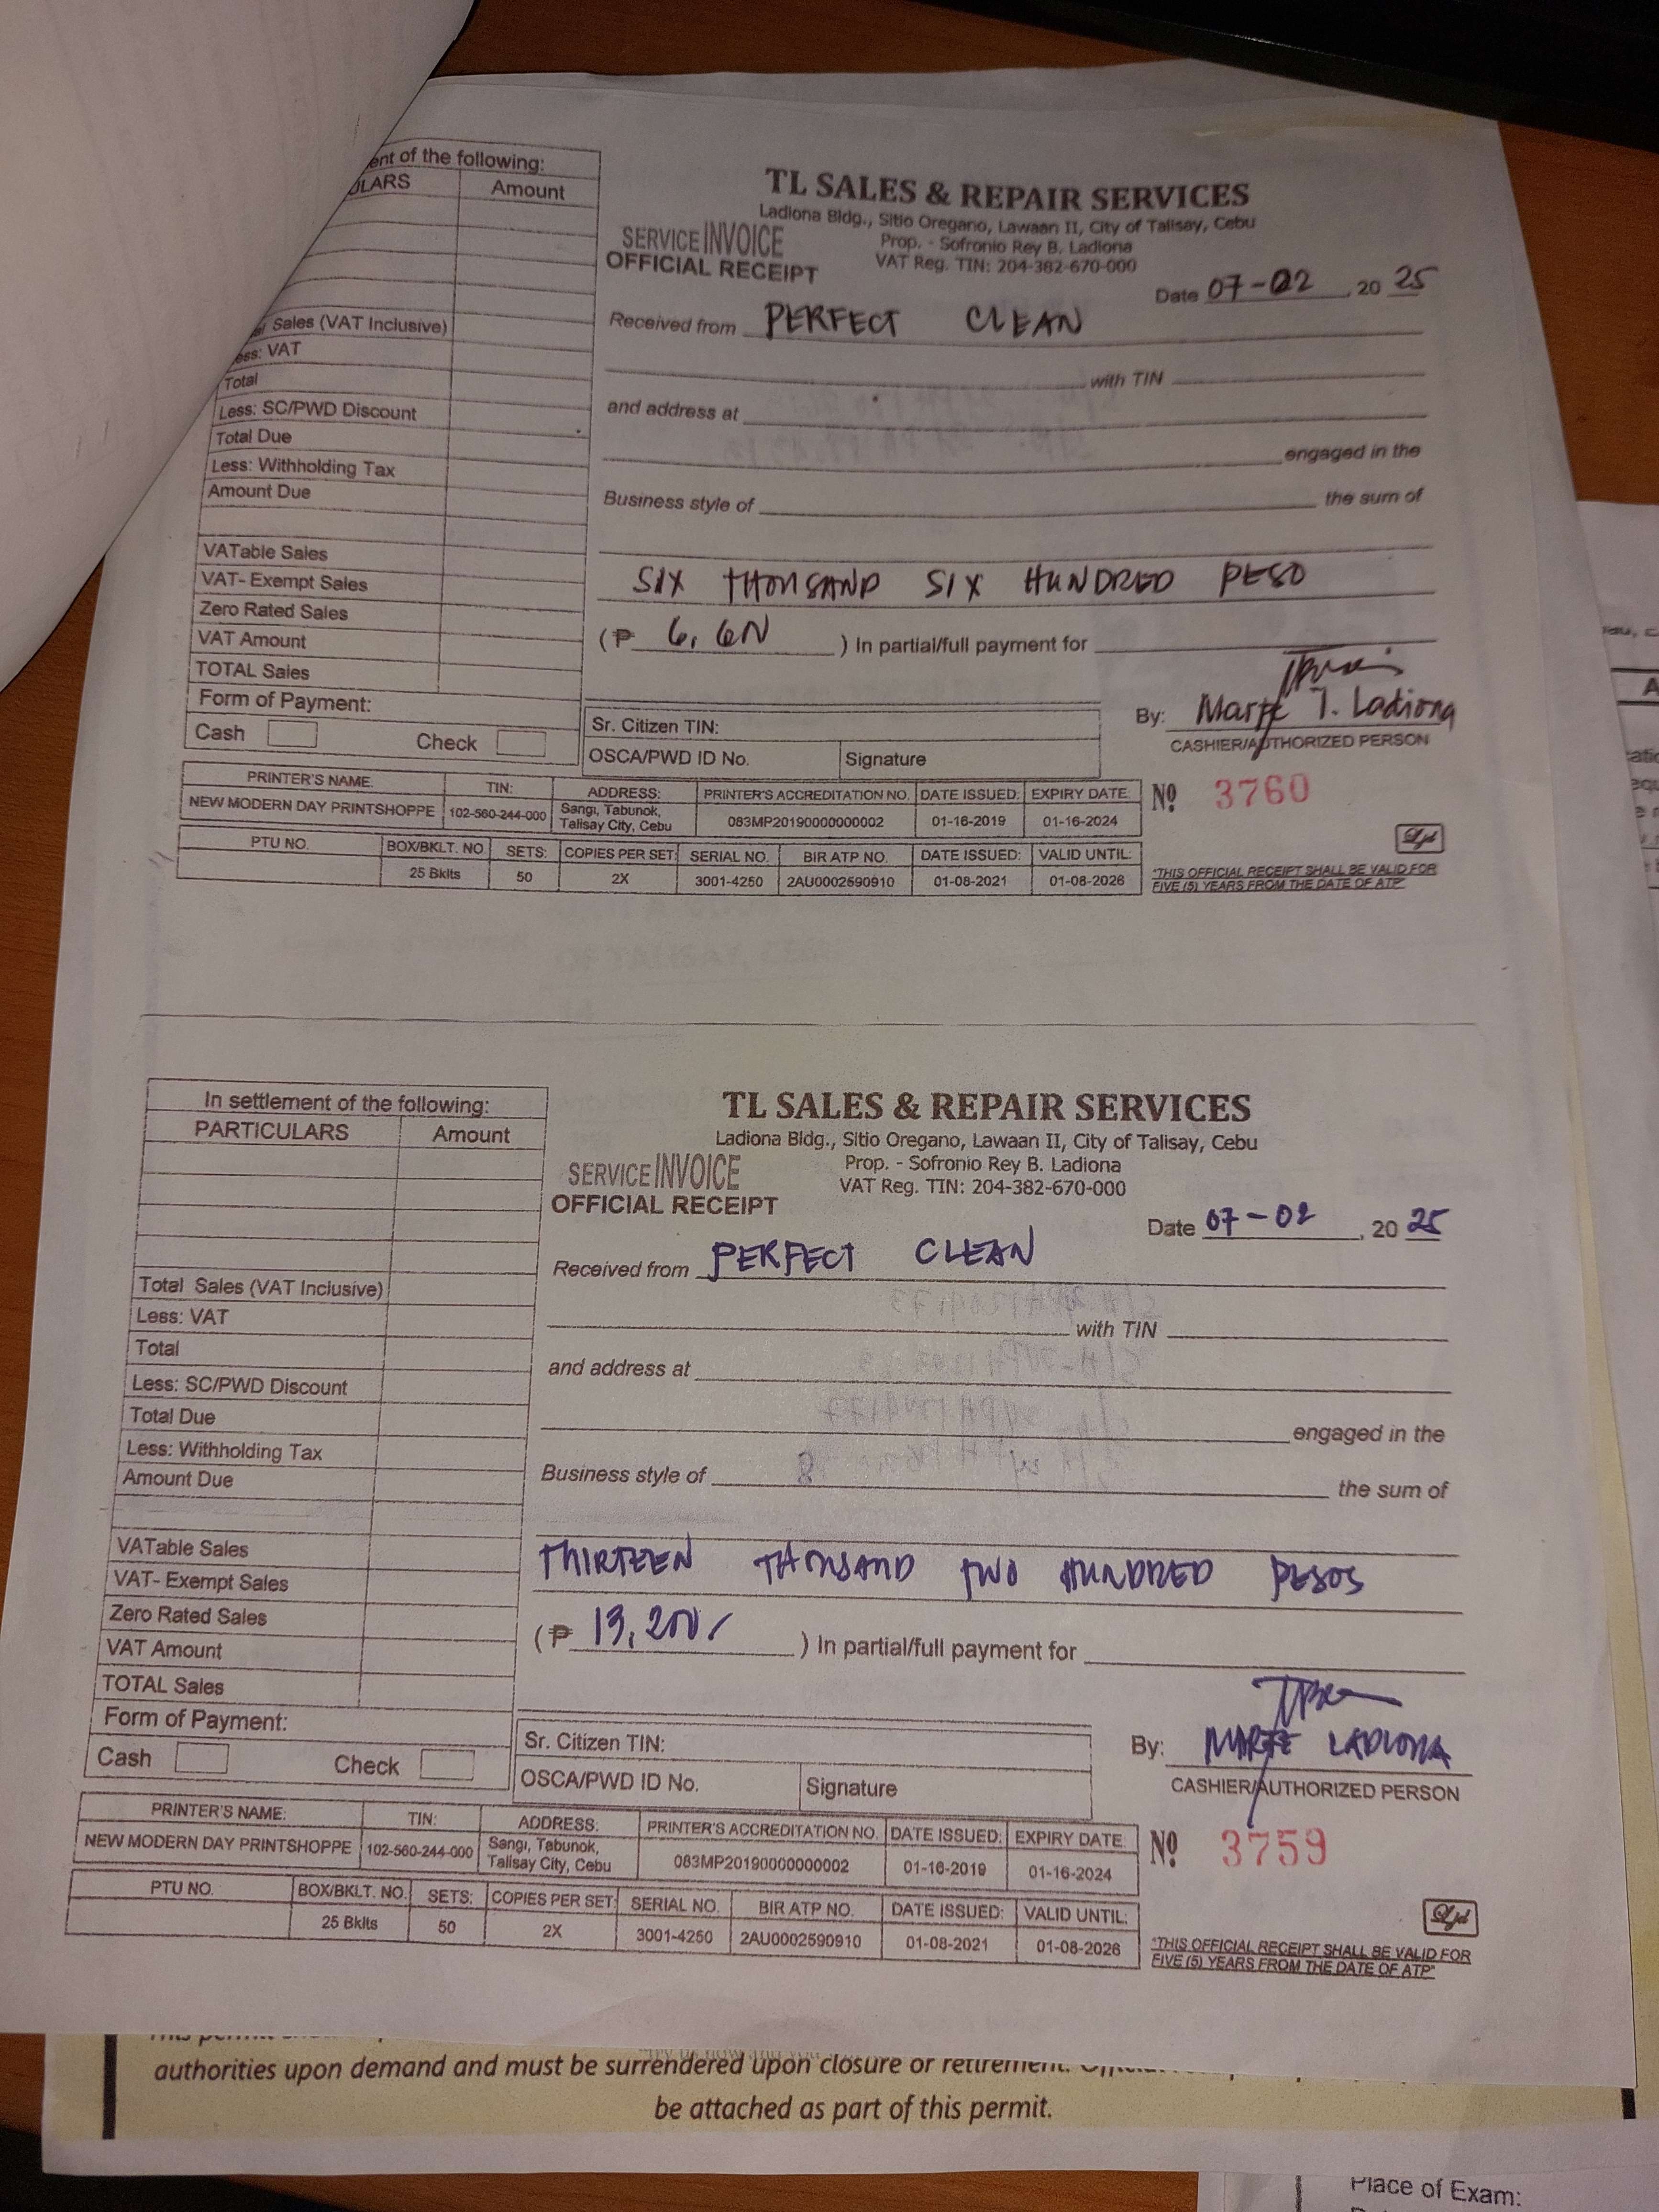 ent of the following:
ULARS Amount
Sales (VAT Inclusive)
ess: VAT
Total
Less: SC/PWD Discount
Total Due
Less: Withholding Tax
Amount Due
VATable Sales
VAT- Exempt Sales
Zero Rated Sales
VAT Amount
TOTAL Sales
Form of Payment:
Cash Check
TL SALES & REPAIR SERVICES
Ladiona Bldg., Sitio Oregano, Lawaan II, City of Talisay, Cebu
Prop. - Sofronio Rey B. Ladiona
VAT Reg. TIN: 204-382-670-000
SERVICE INVOICE
OFFICIAL RECEIPT
Date 07-02, 20 25
Received from PERFECT CLEAN
with TIN
and address at
engaged in the
Business style of the sum of
SIX THOUSAND SIX HUNDRED PESO
(₱ 6,600 ) In partial/full payment for
Sr. Citizen TIN:
OSCA/PWD ID No. Signature
By: Marfe T. Ladiona
CASHIER/AUTHORIZED PERSON
PRINTER'S NAME: TIN: ADDRESS: PRINTER'S ACCREDITATION NO. DATE ISSUED: EXPIRY DATE:
NEW MODERN DAY PRINTSHOPPE 102-560-244-000 Sangi, Tabunok, Talisay City, Cebu 083MP20190000000002 01-16-2019 01-16-2024
Nº 3760
PTU NO. BOX/BKLT. NO. SETS: COPIES PER SET: SERIAL NO. BIR ATP NO. DATE ISSUED: VALID UNTIL:
25 Bklts 50 2X 3001-4250 2AU0002590910 01-08-2021 01-08-2026
"THIS OFFICIAL RECEIPT SHALL BE VALID FOR
FIVE (5) YEARS FROM THE DATE OF ATP"
In settlement of the following:
PARTICULARS Amount
Total Sales (VAT Inclusive)
Less: VAT
Total
Less: SC/PWD Discount
Total Due
Less: Withholding Tax
Amount Due
VATable Sales
VAT- Exempt Sales
Zero Rated Sales
VAT Amount
TOTAL Sales
Form of Payment:
Cash Check
TL SALES & REPAIR SERVICES
Ladiona Bldg., Sitio Oregano, Lawaan II, City of Talisay, Cebu
Prop. - Sofronio Rey B. Ladiona
VAT Reg. TIN: 204-382-670-000
SERVICE INVOICE
OFFICIAL RECEIPT
Date 07-02, 20 25
Received from PERFECT CLEAN
with TIN
and address at
engaged in the
Business style of the sum of
THIRTEEN THOUSAND TWO HUNDRED PESOS
(₱ 13,200/ ) In partial/full payment for
Sr. Citizen TIN:
OSCA/PWD ID No. Signature
By: MARFE LADIONA
CASHIER/AUTHORIZED PERSON
PRINTER'S NAME: TIN: ADDRESS: PRINTER'S ACCREDITATION NO. DATE ISSUED: EXPIRY DATE:
NEW MODERN DAY PRINTSHOPPE 102-560-244-000 Sangi, Tabunok, Talisay City, Cebu 083MP20190000000002 01-16-2019 01-16-2024
Nº 3759
PTU NO. BOX/BKLT. NO. SETS: COPIES PER SET: SERIAL NO. BIR ATP NO. DATE ISSUED: VALID UNTIL:
25 Bklts 50 2X 3001-4250 2AU0002590910 01-08-2021 01-08-2026
"THIS OFFICIAL RECEIPT SHALL BE VALID FOR
FIVE (5) YEARS FROM THE DATE OF ATP"
authorities upon demand and must be surrendered upon closure or retirement.
be attached as part of this permit.
Place of Exam: